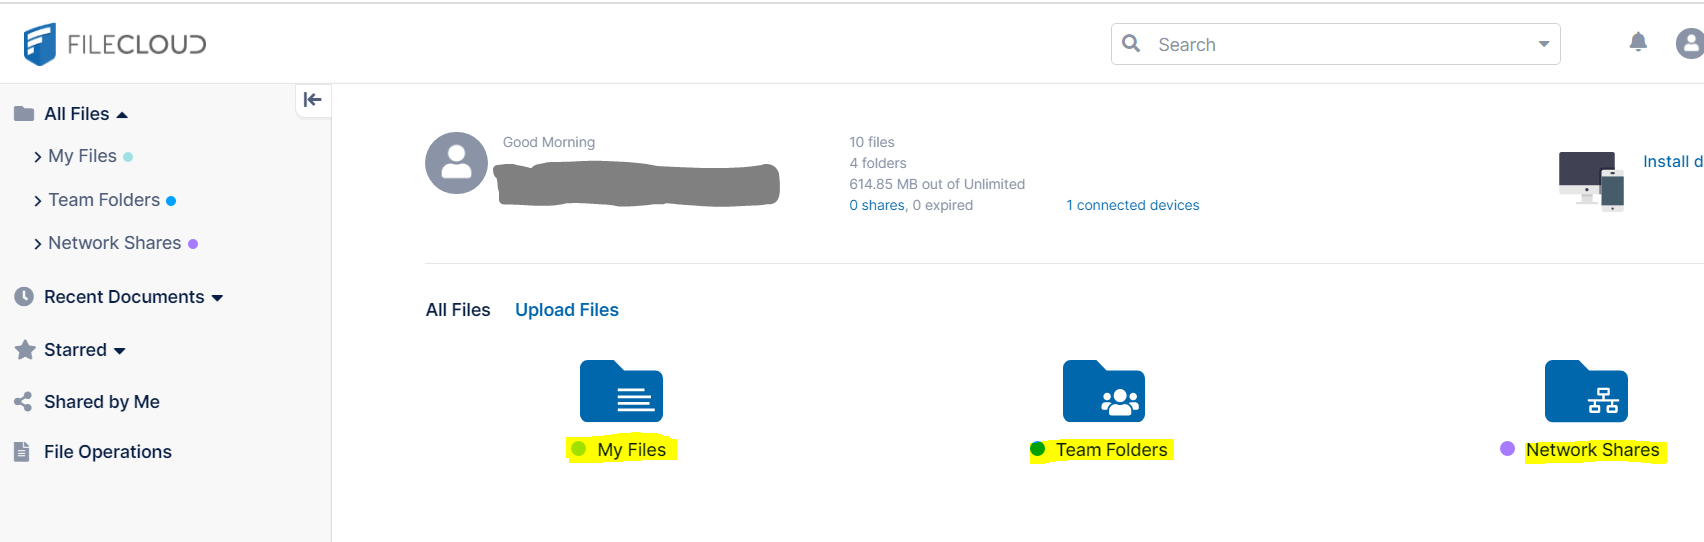 FILECLOUD
Search
All Files
My Files
Team Folders
Network Shares
Recent Documents
Starred
Shared by Me
File Operations
Good Morning
10 files
4 folders
614.85 MB out of Unlimited
0 shares, 0 expired
1 connected devices
Install d
All Files Upload Files
My Files
Team Folders
Network Shares